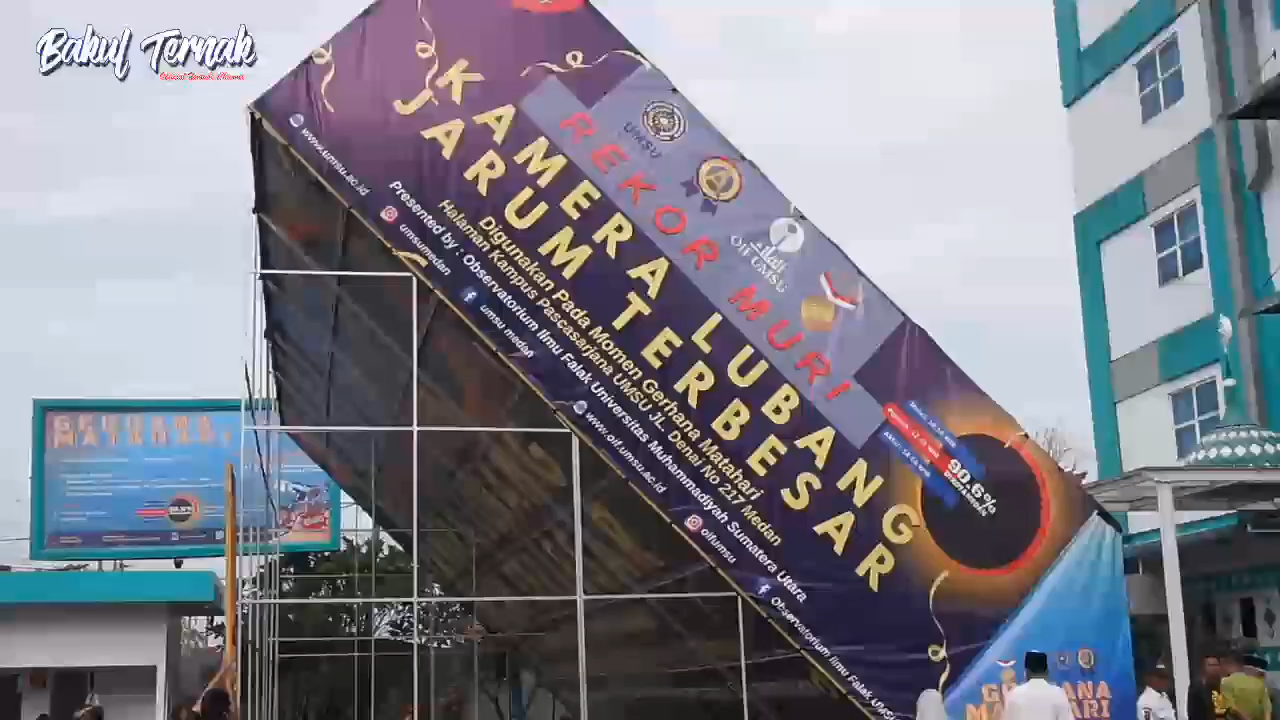 Bakul Ternak
UMSU
OIF UMSU
REKOR MURI
KAMERA LUBANG
JARUM TERBESAR
Digunakan Pada Momen Gerhana Matahari
Halaman Kampus Pascasarjana UMSU JL. Denai No 217 Medan
Presented by : Observatorium Ilmu Falak Universitas Muhammadiyah Sumatera Utara
www.umsu.ac.id
umsumedan
umsu medan
www.oif.umsu.ac.id
oifumsu
Observatorium Ilmu Falak UMSU
90.6%
GERHANA
MATAHARI